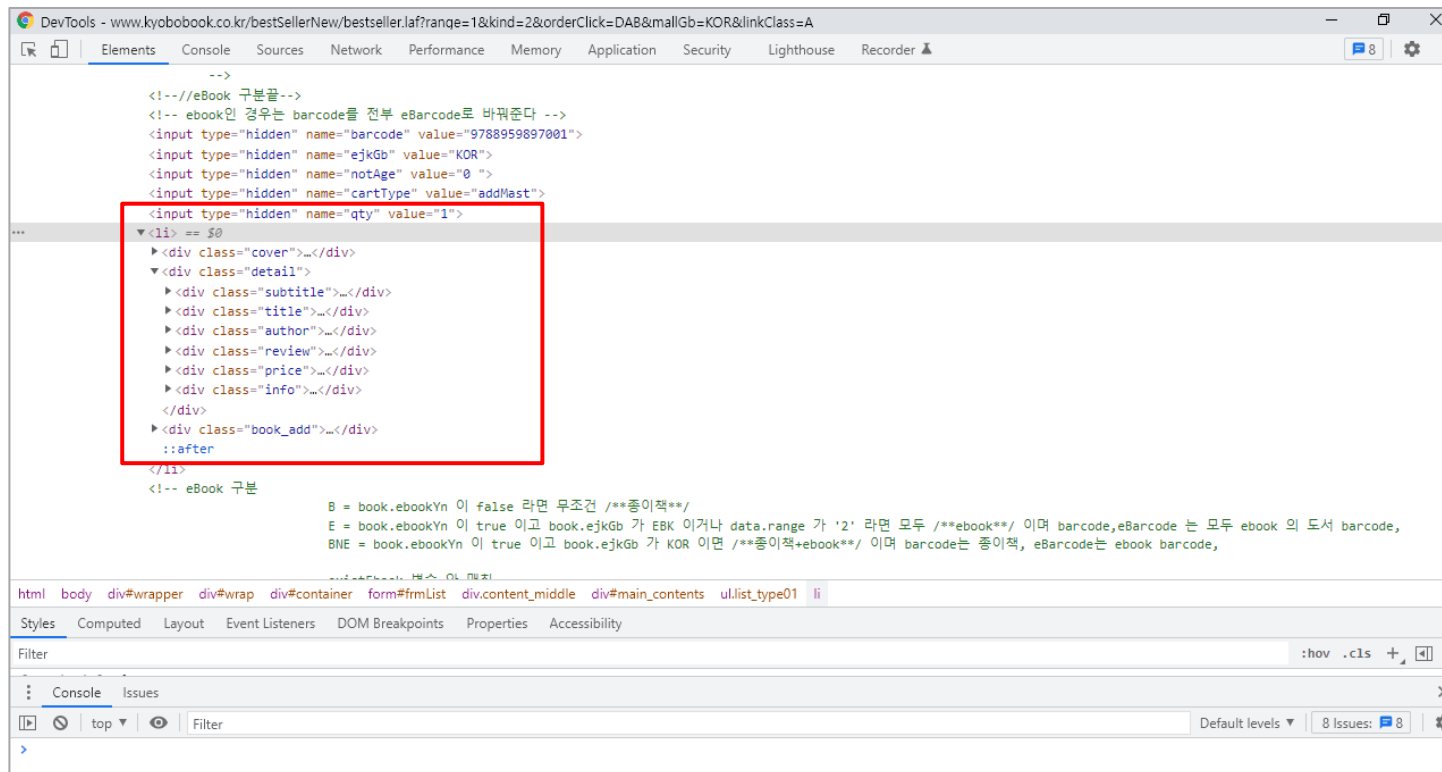 DevTools - www.kyobobook.co.kr/bestSellerNew/bestseller.laf?range=1&kind=2&orderClick=DAB&mallGb=KOR&linkClass=A
Elements Console Sources Network Performance Memory Application Security Lighthouse Recorder 8
-->
<!--//eBook 구분끝-->
<!-- ebook인 경우는 barcode를 전부 eBarcode로 바꿔준다 -->
<input type="hidden" name="barcode" value="9788959897001">
<input type="hidden" name="ejkGb" value="KOR">
<input type="hidden" name="notAge" value="0 ">
<input type="hidden" name="cartType" value="addMast">
<input type="hidden" name="qty" value="1">
… ▼<li> == $0
▶<div class="cover">…</div>
▼<div class="detail">
▶<div class="subtitle">…</div>
▶<div class="title">…</div>
▶<div class="author">…</div>
▶<div class="review">…</div>
▶<div class="price">…</div>
▶<div class="info">…</div>
</div>
▶<div class="book_add">…</div>
::after
</li>
<!-- eBook 구분
B = book.ebookYn 이 false 라면 무조건 /**종이책**/
E = book.ebookYn 이 true 이고 book.ejkGb 가 EBK 이거나 data.range 가 '2' 라면 모두 /**ebook**/ 이며 barcode,eBarcode 는 모두 ebook 의 도서 barcode,
BNE = book.ebookYn 이 true 이고 book.ejkGb 가 KOR 이면 /**종이책+ebook**/ 이며 barcode는 종이책, eBarcode는 ebook barcode,
html body div#wrapper div#wrap div#container form#frmList div.content_middle div#main_contents ul.list_type01 li
Styles Computed Layout Event Listeners DOM Breakpoints Properties Accessibility
Filter :hov .cls +
Console Issues
top ▼ Filter Default levels ▼ 8 Issues: 8
>